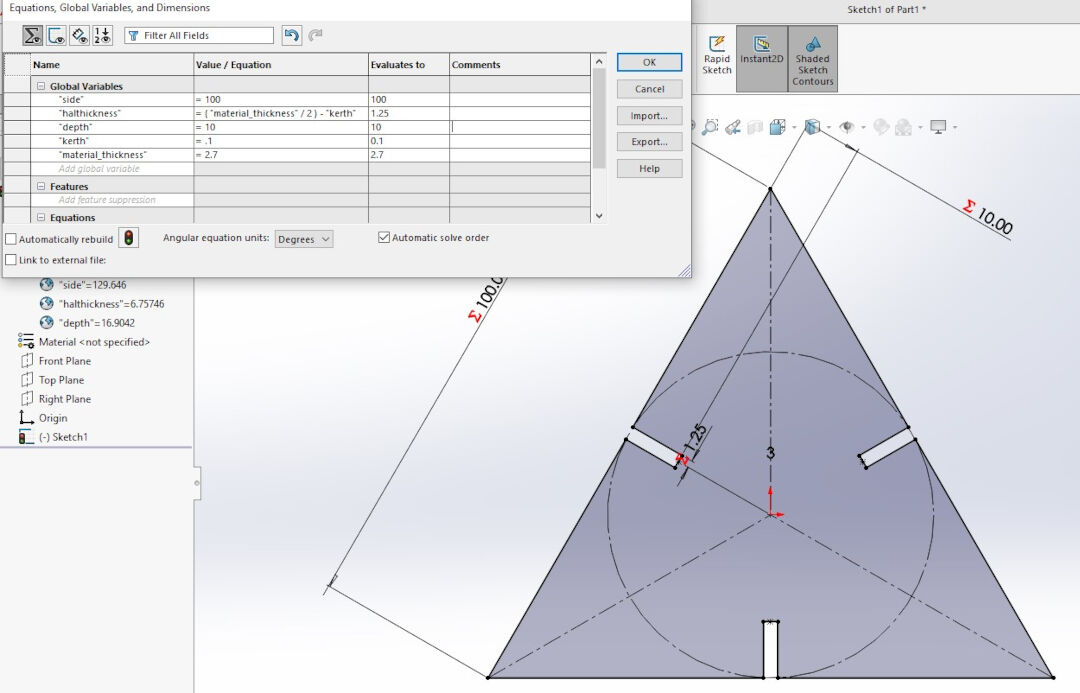 Equations, Global Variables, and Dimensions
Sketch1 of Part1 *
Filter All Fields
Name Value / Equation Evaluates to Comments
Global Variables
"side" = 100 100
"halthickness" = ( "material_thickness" / 2 ) - "kerth" 1.25
"depth" = 10 10
"kerth" = .1 0.1
"material_thickness" = 2.7 2.7
Add global variable
Features
Add feature suppression
Equations
OK
Cancel
Import...
Export...
Help
Automatically rebuild Angular equation units: Degrees Automatic solve order
Link to external file:
Rapid Sketch
Instant2D
Shaded Sketch Contours
"side"=129.646
"halthickness"=6.75746
"depth"=16.9042
Material <not specified>
Front Plane
Top Plane
Right Plane
Origin
(-) Sketch1
Σ 10.00
Σ 100.0
Σ 1.25
3